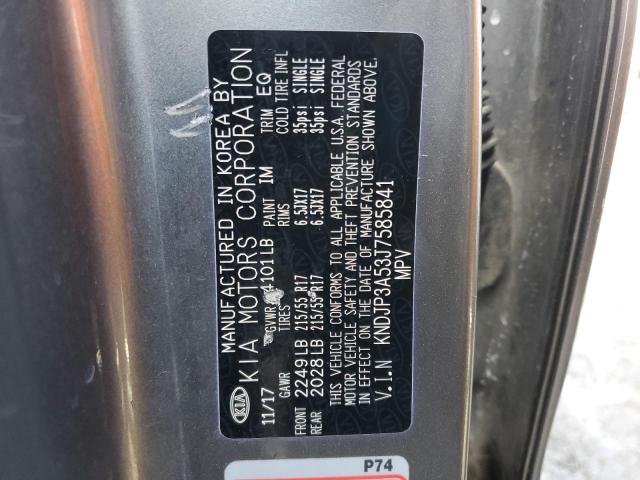 MANUFACTURED IN KOREA BY
KIA KIA MOTORS CORPORATION
11/17 GVWR 4101LB PAINT IM TRIM EQ
GAWR TIRES RIMS COLD TIRE INFL
FRONT 2249LB 215/55 R17 6.5JX17 35psi SINGLE
REAR 2028LB 215/55 R17 6.5JX17 35psi SINGLE
THIS VEHICLE CONFORMS TO ALL APPLICABLE U.S.A. FEDERAL
MOTOR VEHICLE SAFETY AND THEFT PREVENTION STANDARDS
IN EFFECT ON THE DATE OF MANUFACTURE SHOWN ABOVE.
V.I.N KNDJP3A53J7585841
MPV
P74